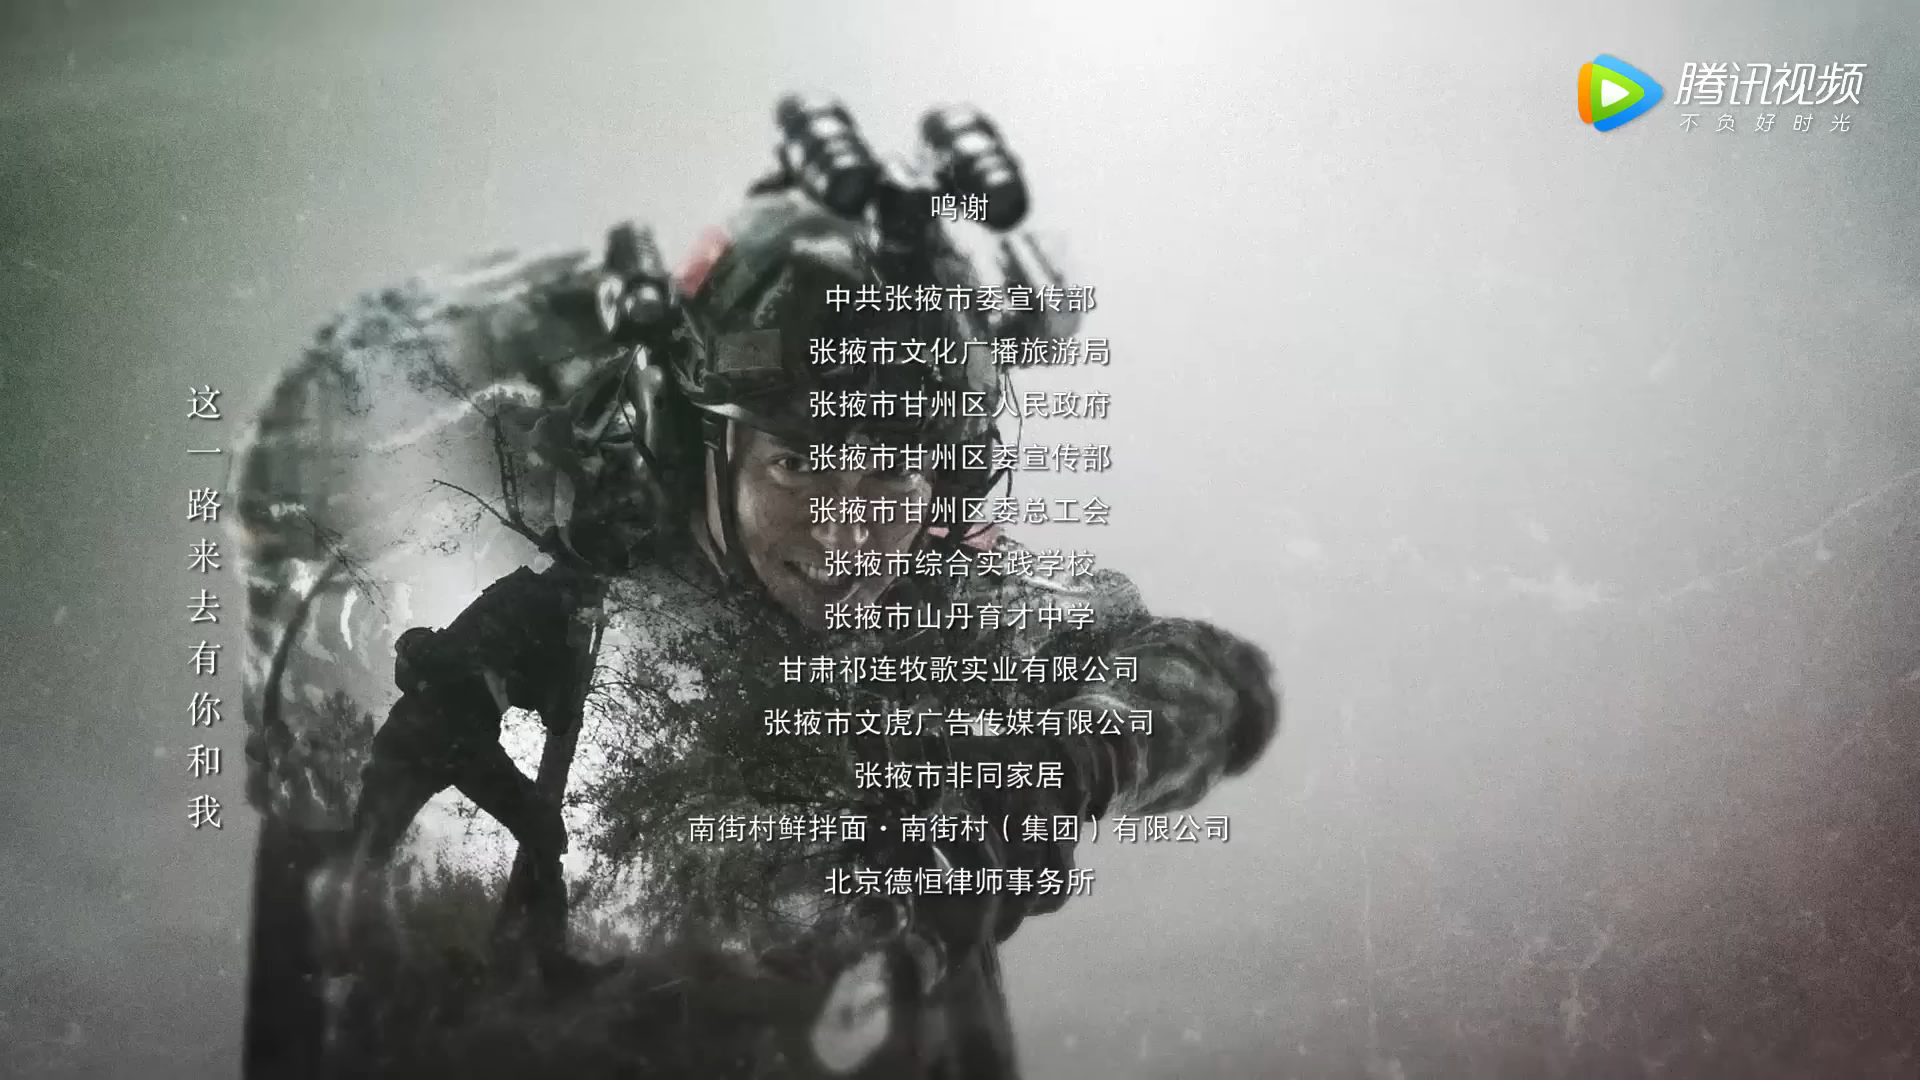 腾讯视频
不负好时光
鸣谢
中共张掖市委宣传部
张掖市文化广播旅游局
张掖市甘州区人民政府
张掖市甘州区委宣传部
张掖市甘州区委总工会
张掖市综合实践学校
张掖市山丹育才中学
甘肃祁连牧歌实业有限公司
张掖市文虎广告传媒有限公司
张掖市非同家居
南街村鲜拌面·南街村（集团）有限公司
北京德恒律师事务所
这一路来去有你和我